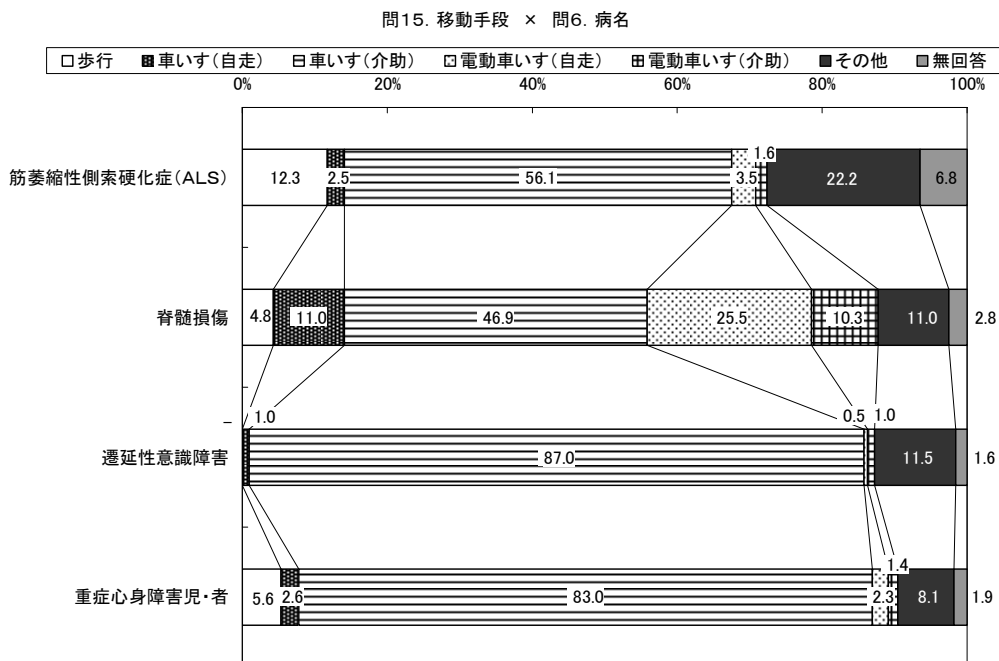 問15. 移動手段 × 問6. 病名
歩行 車いす(自走) 車いす(介助) 電動車いす(自走) 電動車いす(介助) その他 無回答
0% 20% 40% 60% 80% 100%
筋萎縮性側索硬化症(ALS) 12.3 2.5 56.1 3.5 1.6 22.2 6.8
脊髄損傷 4.8 11.0 46.9 25.5 10.3 11.0 2.8
遷延性意識障害 1.0 87.0 0.5 1.0 11.5 1.6
重症心身障害児・者 5.6 2.6 83.0 2.3 1.4 8.1 1.9